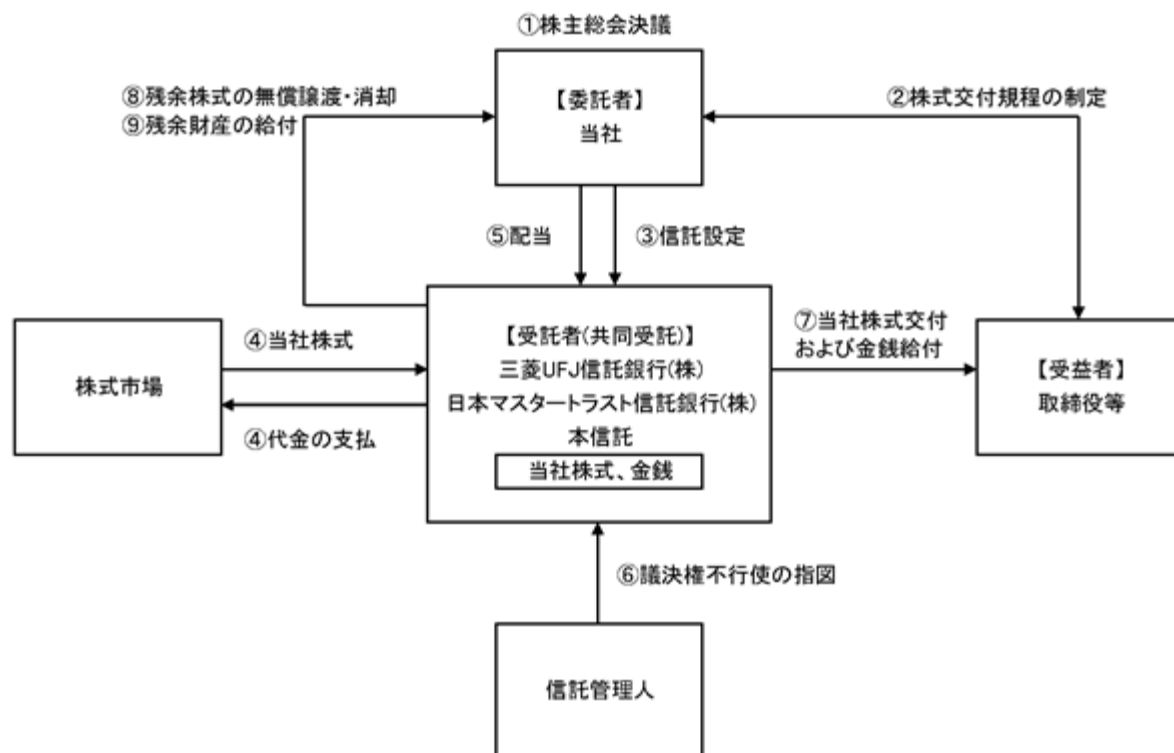 ①株主総会決議
⑧残余株式の無償譲渡・消却
⑨残余財産の給付
【委託者】
当社
②株式交付規程の制定
⑤配当
③信託設定
株式市場
④当社株式
④代金の支払
【受託者(共同受託)】
三菱UFJ信託銀行(株)
日本マスタートラスト信託銀行(株)
本信託
当社株式、金銭
⑦当社株式交付
および金銭給付
【受益者】
取締役等
⑥議決権不行使の指図
信託管理人